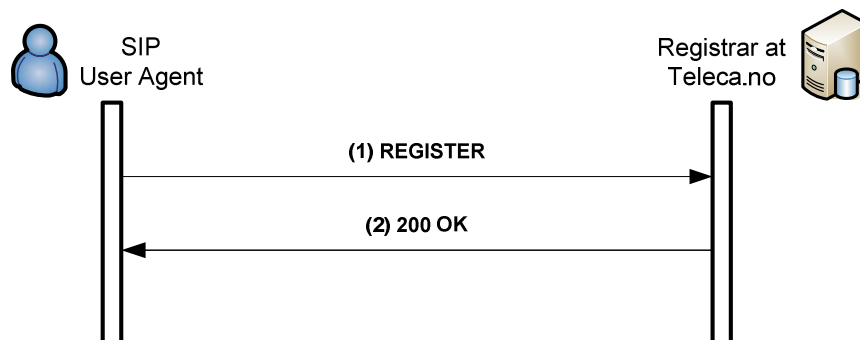 SIP
User Agent
Registrar at
Teleca.no
(1) REGISTER
(2) 200 OK